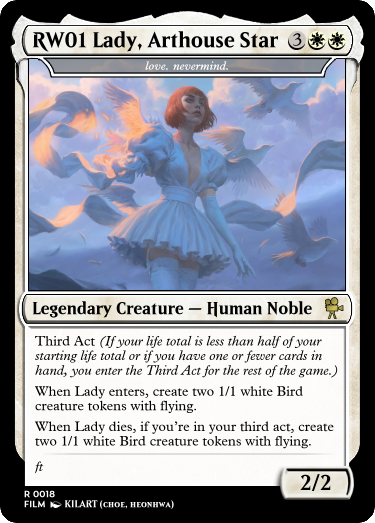 RW01 Lady, Arthouse Star 3
love. nevermind.
Legendary Creature — Human Noble
Third Act (If your life total is less than half of your
starting life total or if you have one or fewer cards in
hand, you enter the Third Act for the rest of the game.)
When Lady enters, create two 1/1 white Bird
creature tokens with flying.
When Lady dies, if you're in your third act, create
two 1/1 white Bird creature tokens with flying.
ft
2/2
R 0018
FILM KILART (CHOE, HEONHWA)